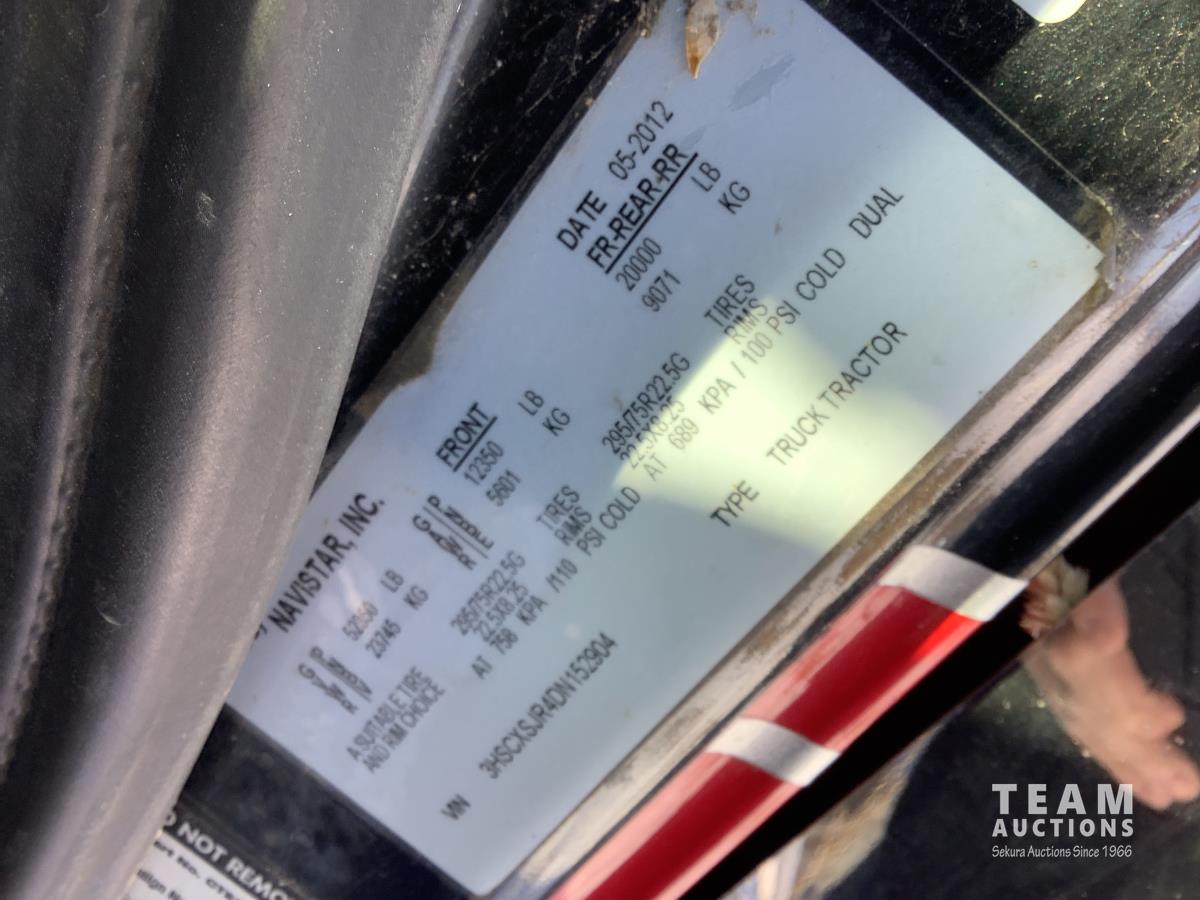 NAVISTAR, INC.
DATE 05-2012
FRONT
FR-REAR-RR
GVWR
52350 LB
23745 KG
GAWR
12350 LB
5601 KG
20000 LB
9071 KG
A SUITABLE TIRE
AND RIM CHOICE
295/75R22.5G TIRES
22.5X8.25 RIMS
AT 758 KPA /110 PSI COLD
295/75R22.5G TIRES
22.5X8.25 RIMS
AT 689 KPA / 100 PSI COLD DUAL
VIN 3HSCXSJR4DN152904
TYPE TRUCK TRACTOR
NOT REMO
TEAM
AUCTIONS
Sekura Auctions Since 1966